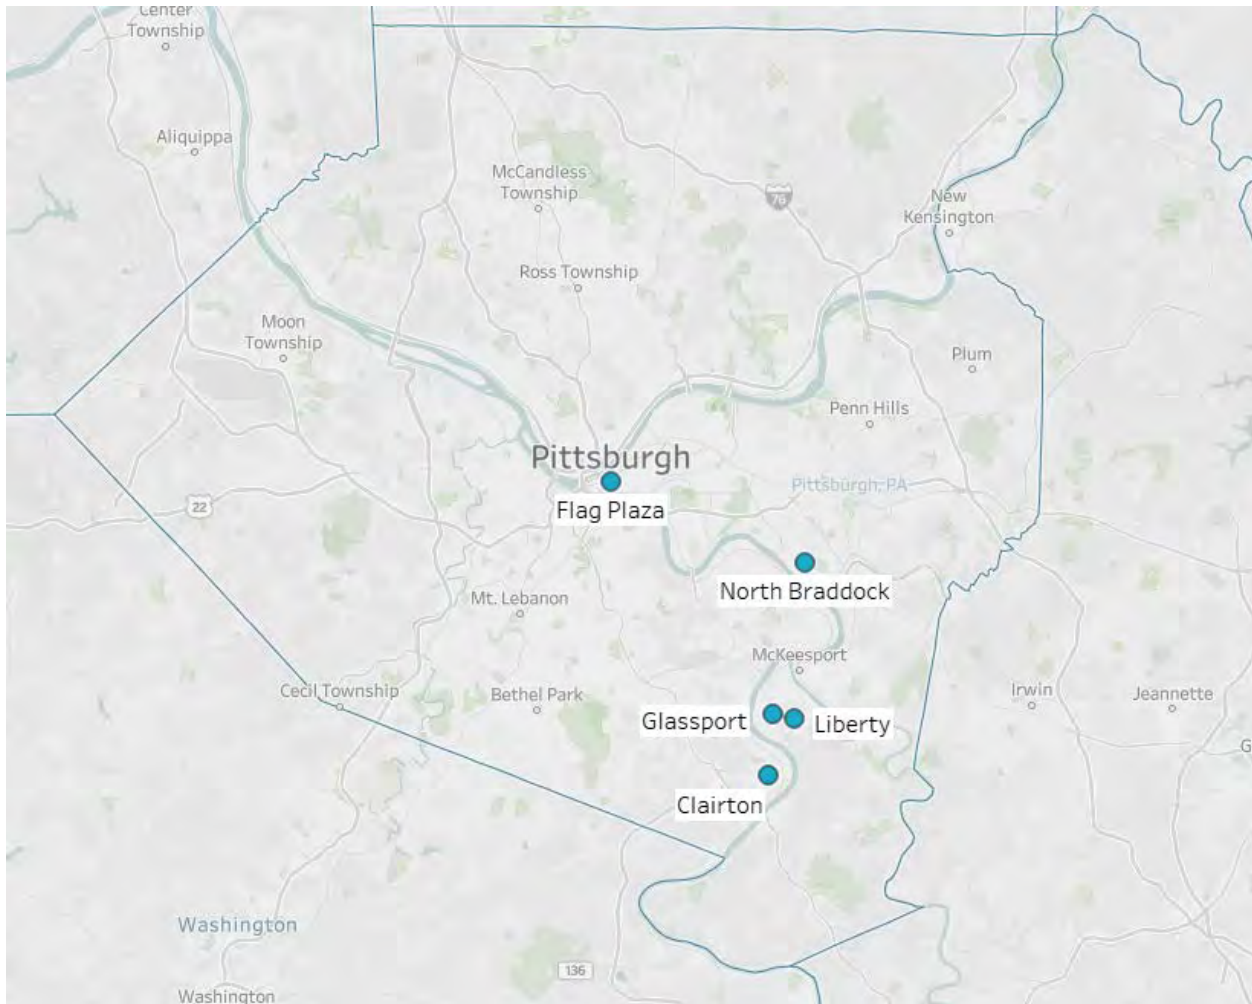 Center
Township
Aliquippa
McCandless
Township
76
New
Kensington
Ross Township
Moon
Township
Plum
Penn Hills
Pittsburgh
Pittsburgh, PA
22
Flag Plaza
North Braddock
Mt. Lebanon
McKeesport
Cecil Township
Bethel Park
Irwin
Jeannette
Glassport
Liberty
G
Clairton
Washington
136
Washington